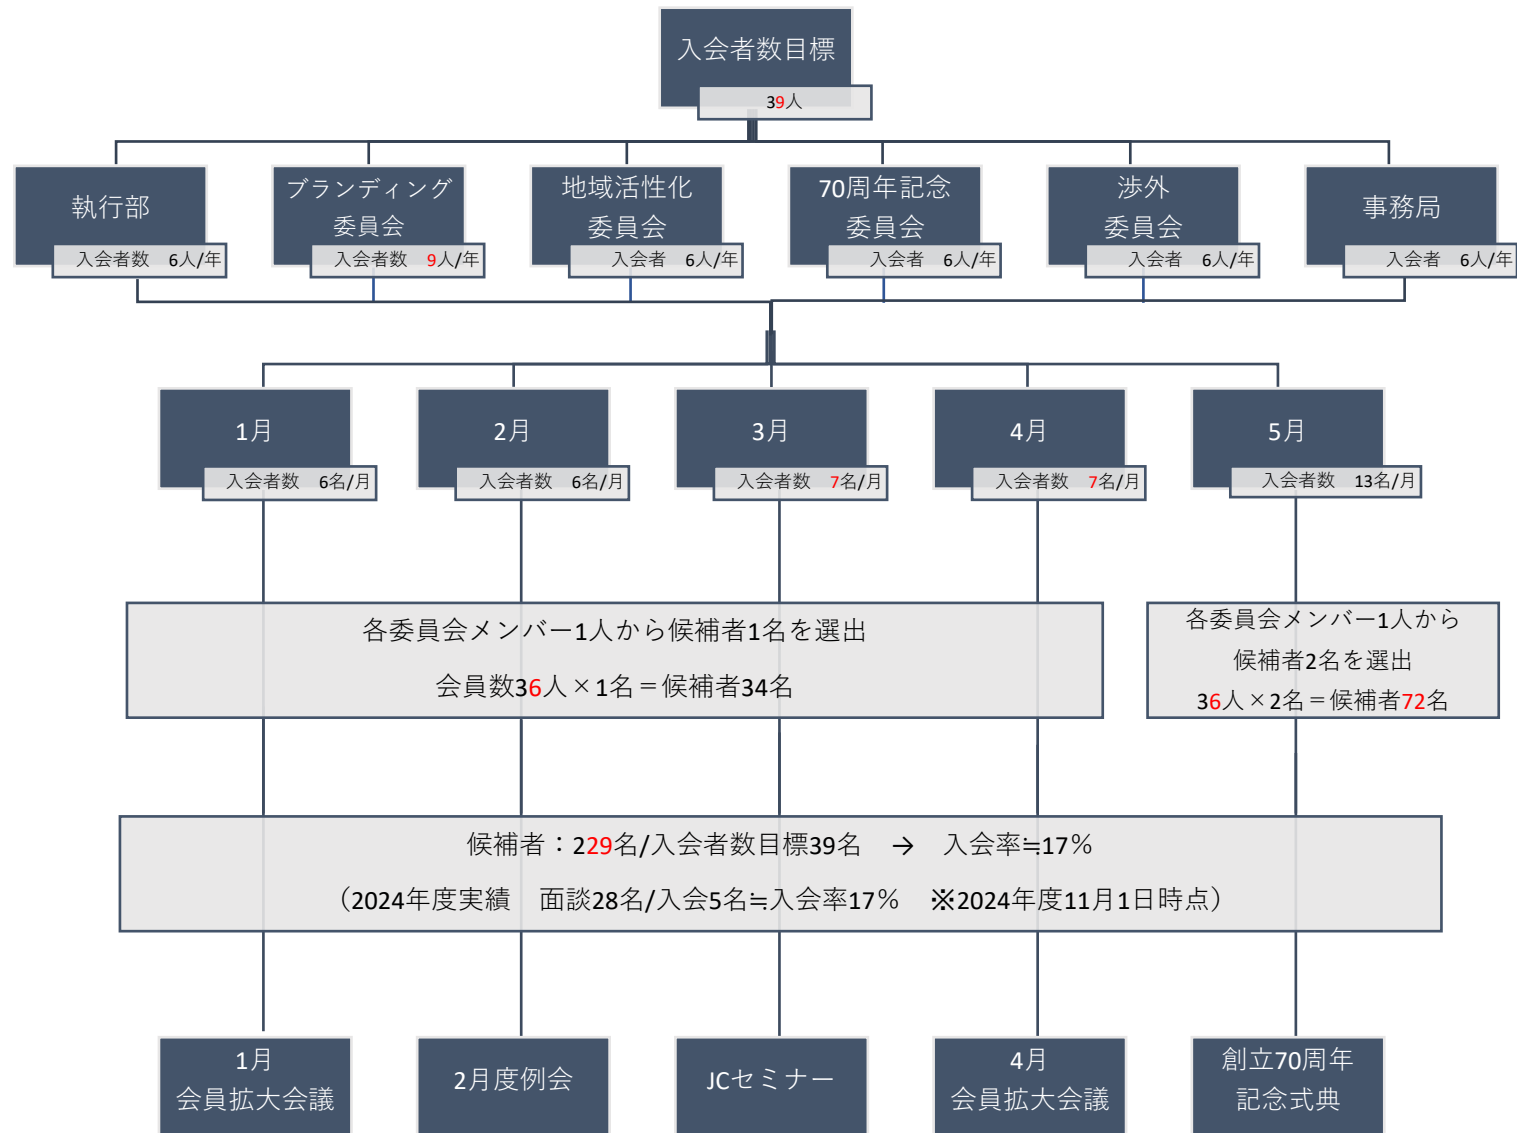 入会者数目標
39人
執行部
入会者数　6人/年
ブランディング
委員会
入会者数　9人/年
地域活性化
委員会
入会者　6人/年
70周年記念
委員会
入会者　6人/年
渉外
委員会
入会者　6人/年
事務局
入会者　6人/年
1月
入会者数　6名/月
2月
入会者数　6名/月
3月
入会者数　7名/月
4月
入会者数　7名/月
5月
入会者数　13名/月
各委員会メンバー1人から候補者1名を選出
会員数36人×1名＝候補者34名
各委員会メンバー1人から
候補者2名を選出
36人×2名＝候補者72名
候補者：229名/入会者数目標39名　→　入会率≒17％
（2024年度実績　面談28名/入会5名≒入会率17％　※2024年度11月1日時点）
1月
会員拡大会議
2月度例会
JCセミナー
4月
会員拡大会議
創立70周年
記念式典